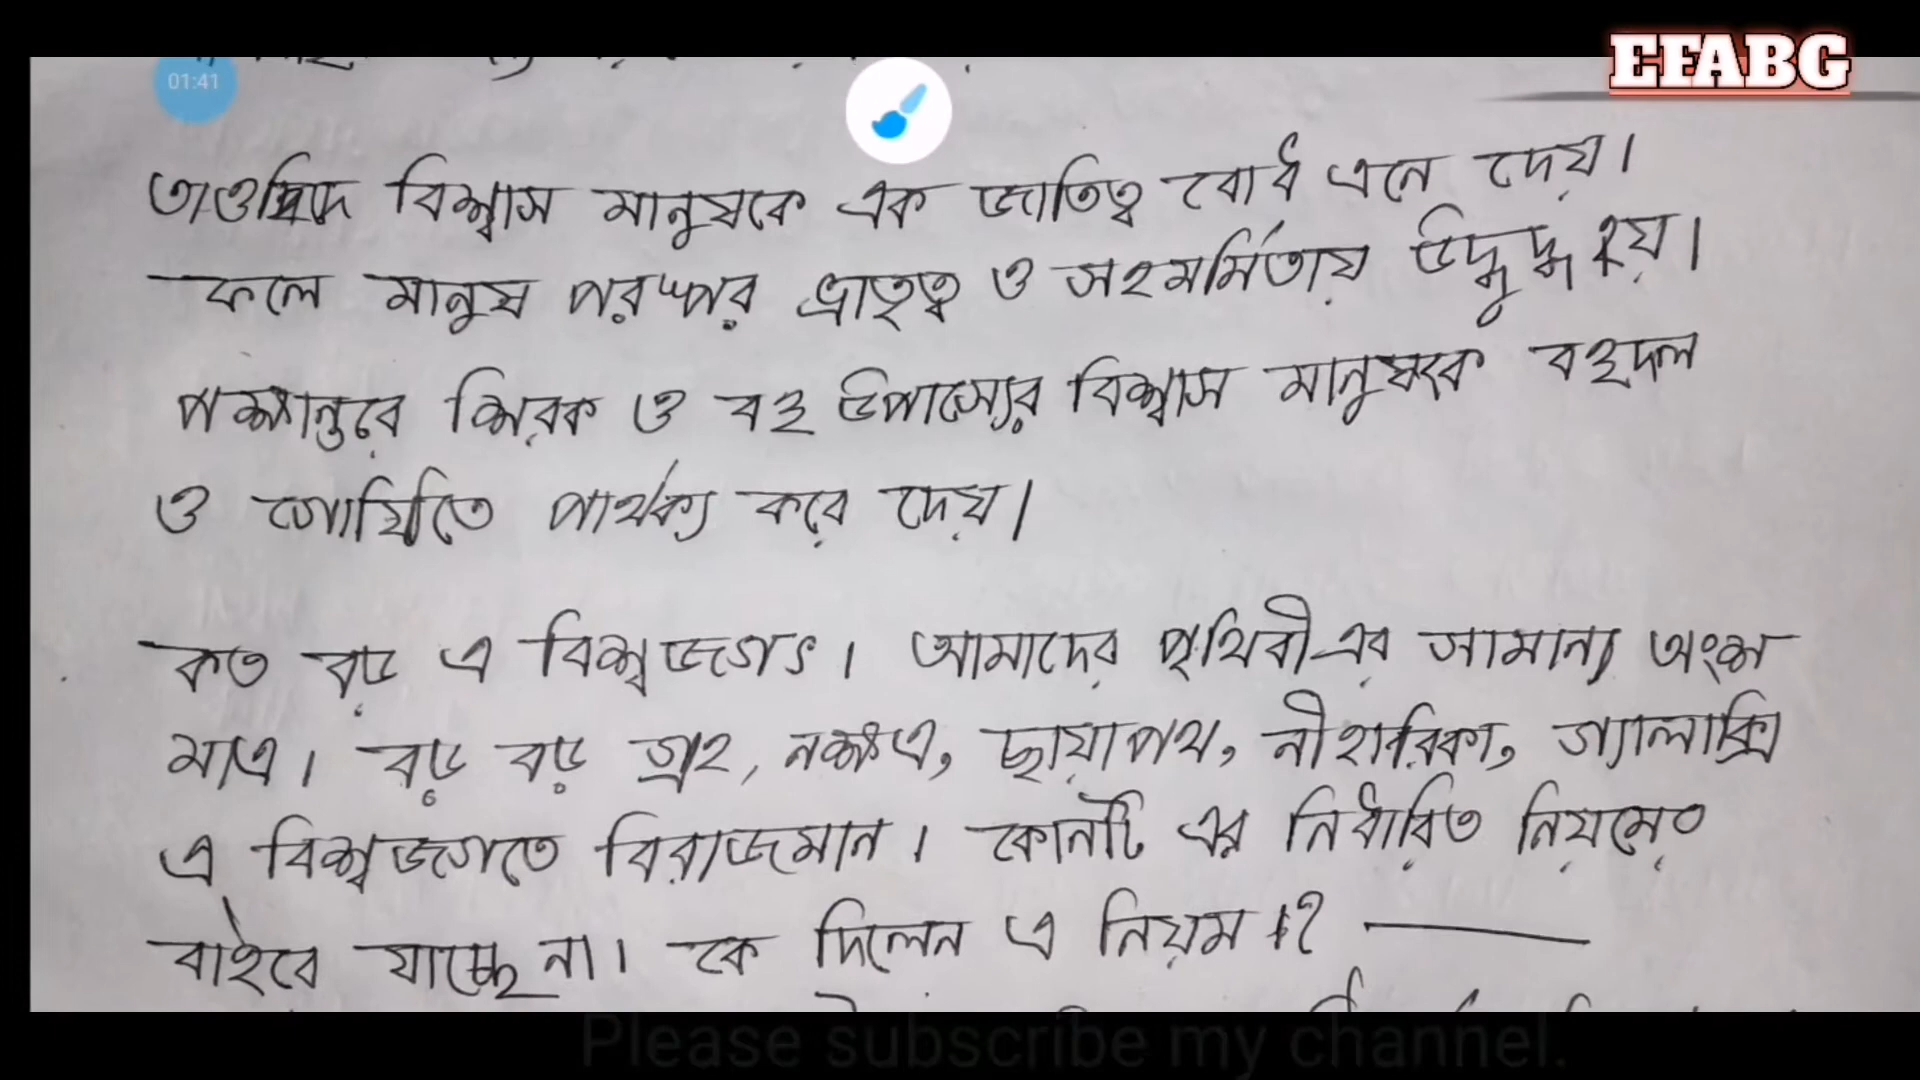 EFABG
01:41
তাওহিদে বিশ্বাস মানুষকে এক জাতিত্ব বোধ এনে দেয়।
ফলে মানুষ পরস্পর ভ্রাতৃত্ব ও সহমর্মিতায় উদ্ধুদ্ধ হয়।
পক্ষান্তরে শিরক ও বহু উপাস্যের বিশ্বাস মানুষকে বহুদল
ও গোষ্ঠিতে পার্থক্য করে দেয়।
কত বড় এ বিশ্বজগৎ। আমাদের পৃথিবী এর সামান্য অংশ
মাত্র। বড় বড় গ্রহ, নক্ষত্র, ছায়াপথ, নীহারিকা, গ্যালাক্সি
এ বিশ্বজগতে বিরাজমান। কোনটি এর নির্ধারিত নিয়মের
বাইরে যাচ্ছে না। কে দিলেন এ নিয়ম?
Please subscribe my channel.